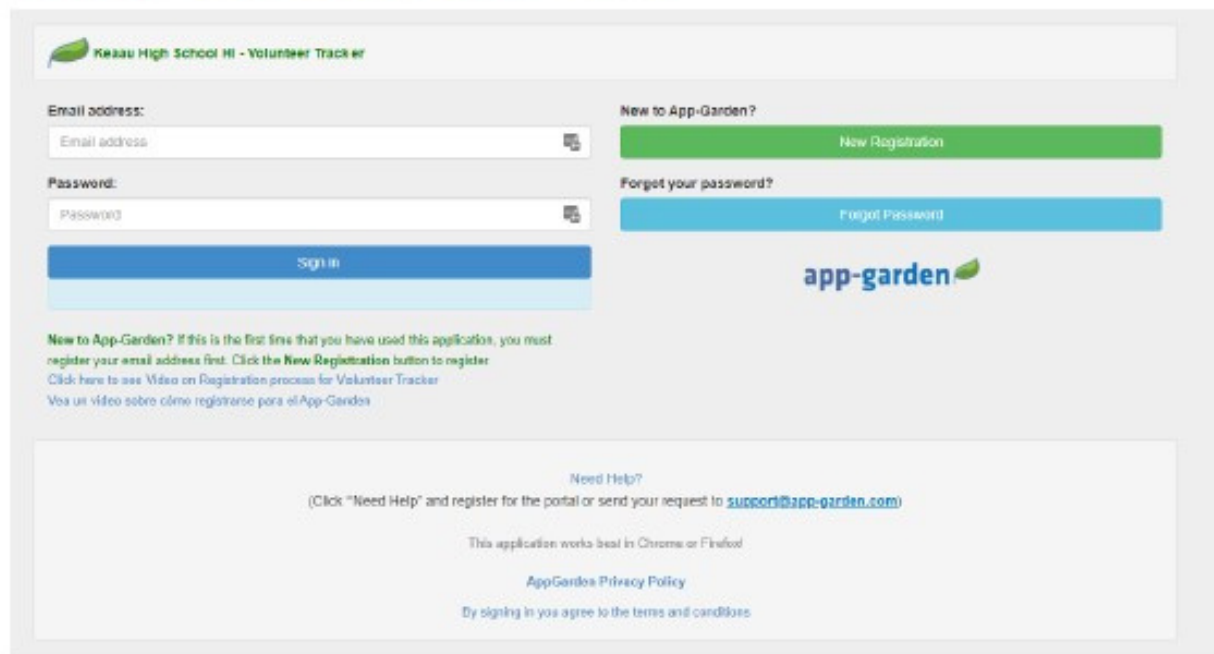 Keaau High School HI - Volunteer Tracker
Email address:
Email address
Password:
Password
Sign in
New to App-Garden?
New Registration
Forgot your password?
Forgot Password
app-garden
New to App-Garden? If this is the first time that you have used this application, you must
register your email address first. Click the New Registration button to register
Click here to see Video on Registration process for Volunteer Tracker
Vea un video sobre cómo registrarse para el App-Garden
Need Help?
(Click "Need Help" and register for the portal or send your request to support@app-garden.com)
This application works best in Chrome or Firefox!
AppGarden Privacy Policy
By signing in you agree to the terms and conditions